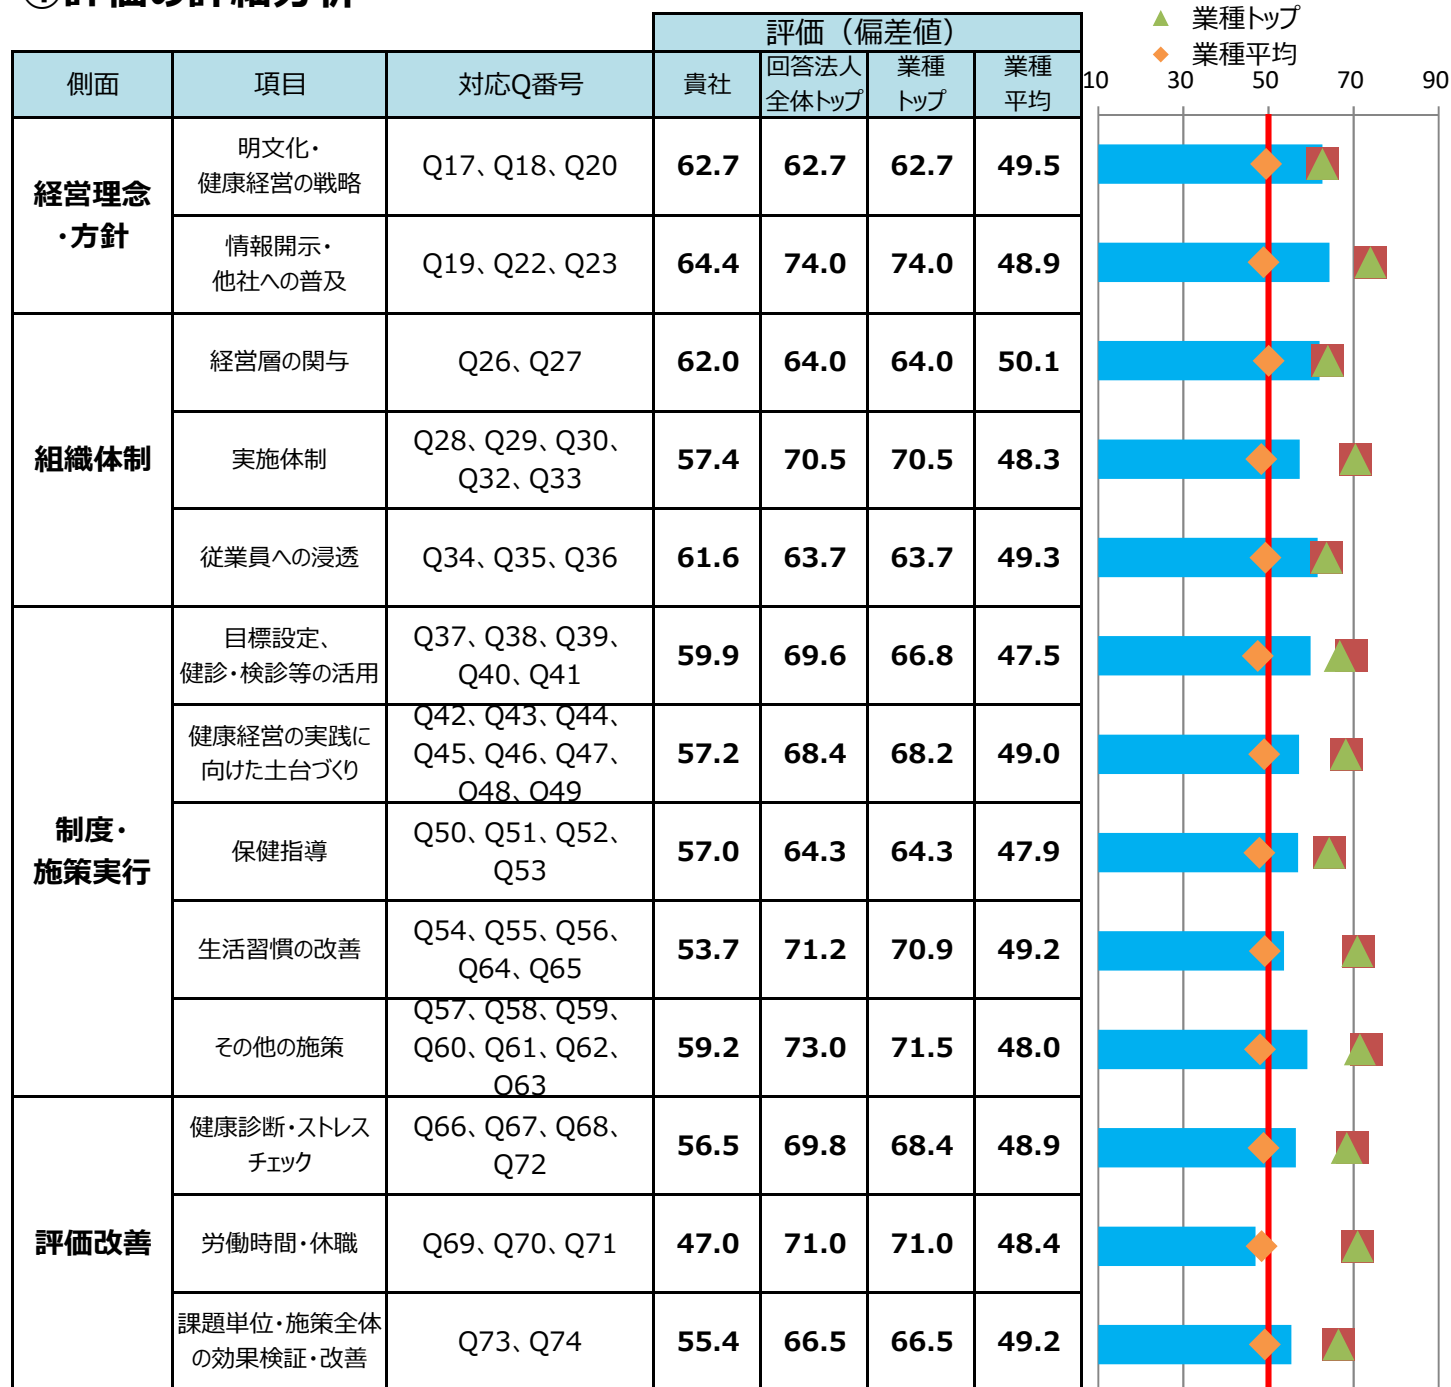 ①評価の詳細分析
▲ 業種トップ
◆ 業種平均
評価（偏差値）
側面 項目 対応Q番号 貴社 回答法人全体トップ 業種トップ 業種平均
10 30 50 70 90
経営理念
・方針
明文化・
健康経営の戦略
Q17、Q18、Q20
62.7 62.7 62.7 49.5
情報開示・
他社への普及
Q19、Q22、Q23
64.4 74.0 74.0 48.9
組織体制
経営層の関与
Q26、Q27
62.0 64.0 64.0 50.1
実施体制
Q28、Q29、Q30、
Q32、Q33
57.4 70.5 70.5 48.3
従業員への浸透
Q34、Q35、Q36
61.6 63.7 63.7 49.3
制度・
施策実行
目標設定、
健診・検診等の活用
Q37、Q38、Q39、
Q40、Q41
59.9 69.6 66.8 47.5
健康経営の実践に
向けた土台づくり
Q42、Q43、Q44、
Q45、Q46、Q47、
Q48、Q49
57.2 68.4 68.2 49.0
保健指導
Q50、Q51、Q52、
Q53
57.0 64.3 64.3 47.9
生活習慣の改善
Q54、Q55、Q56、
Q64、Q65
53.7 71.2 70.9 49.2
その他の施策
Q57、Q58、Q59、
Q60、Q61、Q62、
Q63
59.2 73.0 71.5 48.0
評価改善
健康診断・ストレス
チェック
Q66、Q67、Q68、
Q72
56.5 69.8 68.4 48.9
労働時間・休職
Q69、Q70、Q71
47.0 71.0 71.0 48.4
課題単位・施策全体
の効果検証・改善
Q73、Q74
55.4 66.5 66.5 49.2